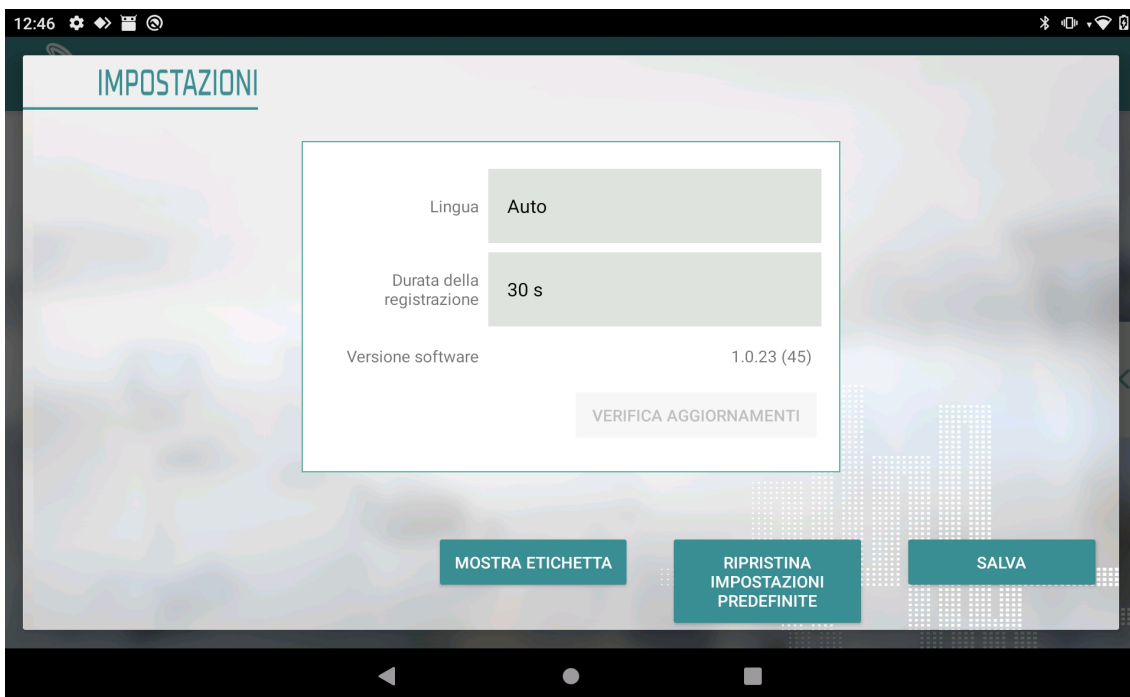 12:46
IMPOSTAZIONI
Lingua
Auto
Durata della
registrazione
30 s
Versione software
1.0.23 (45)
VERIFICA AGGIORNAMENTI
MOSTRA ETICHETTA
RIPRISTINA
IMPOSTAZIONI
PREDEFINITE
SALVA